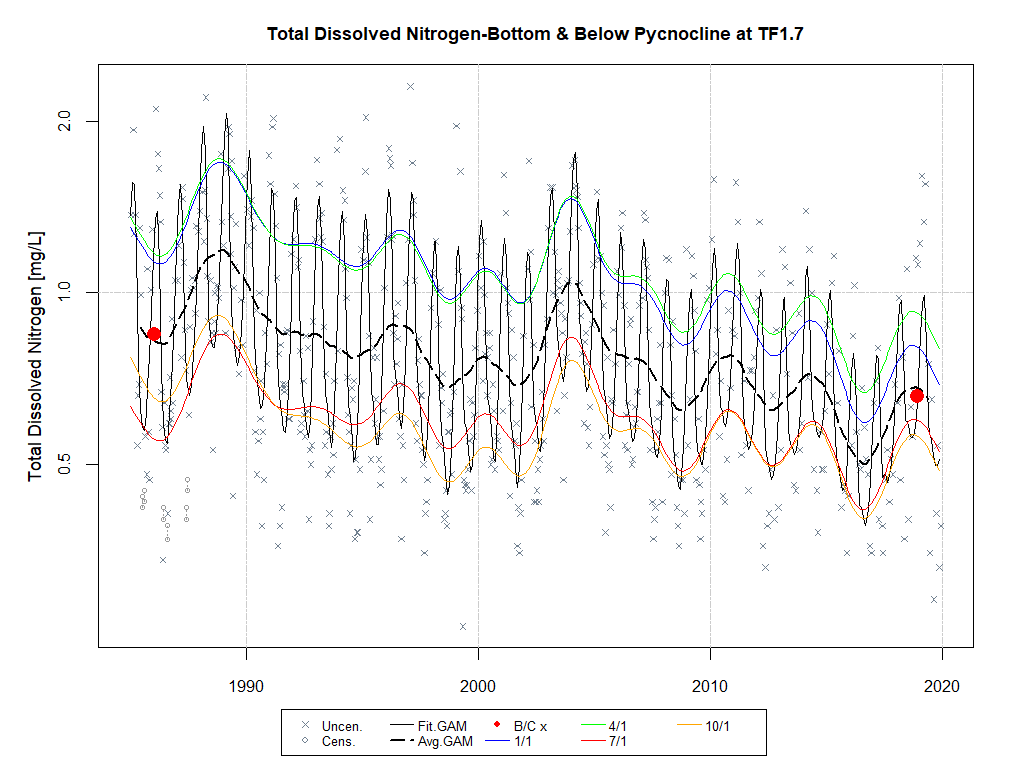 Total Dissolved Nitrogen-Bottom & Below Pycnocline at TF1.7
Total Dissolved Nitrogen [mg/L]
2.0
1.0
0.5
1990 2000 2010 2020
Uncen. Fit.GAM B/C x 4/1 10/1
Cens. Avg.GAM 1/1 7/1